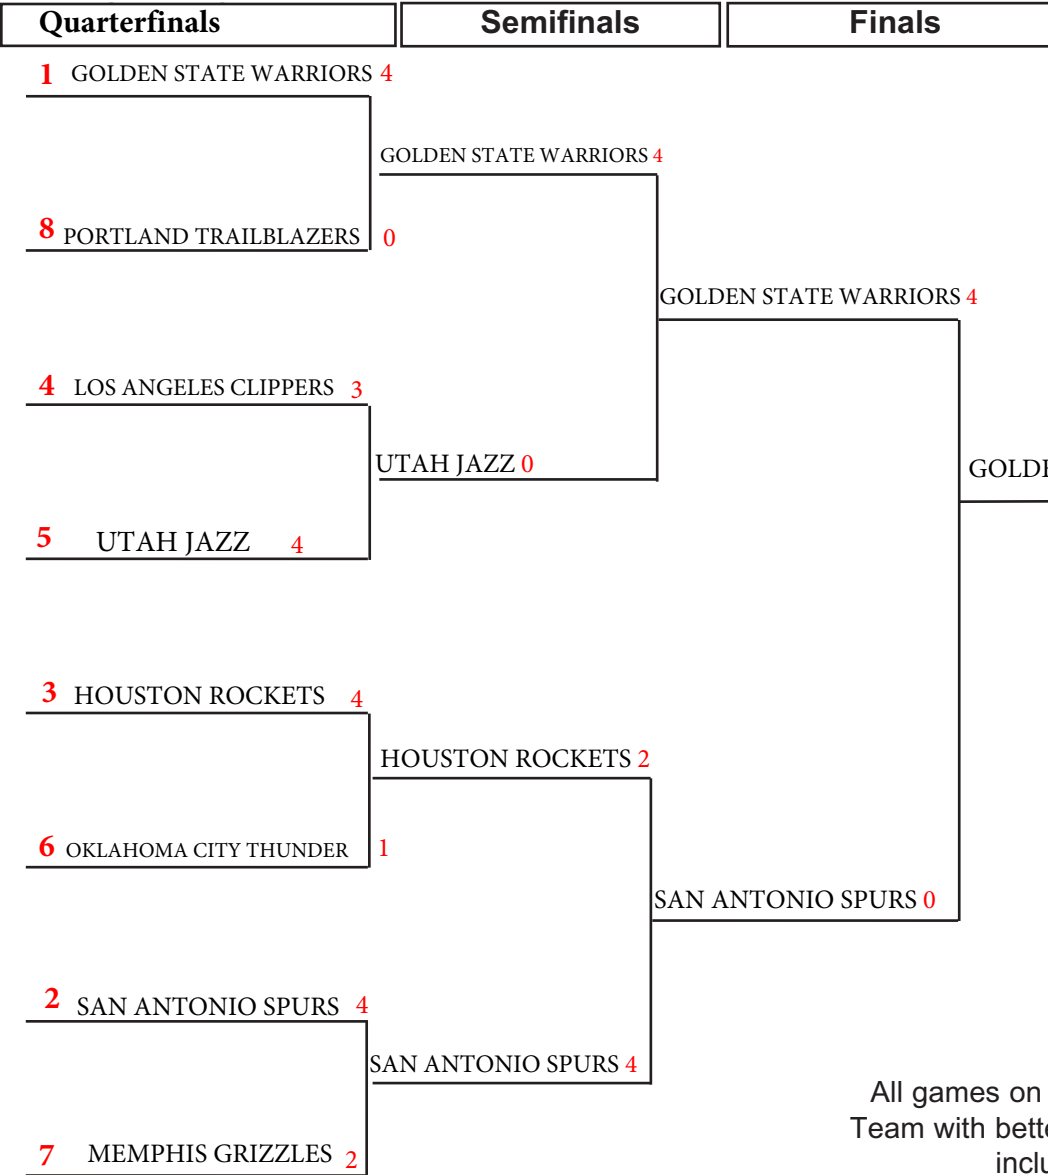 Quarterfinals
Semifinals
Finals
1 GOLDEN STATE WARRIORS 4
GOLDEN STATE WARRIORS 4
8 PORTLAND TRAILBLAZERS 0
GOLDEN STATE WARRIORS 4
4 LOS ANGELES CLIPPERS 3
UTAH JAZZ 0
GOLDE
5 UTAH JAZZ 4
3 HOUSTON ROCKETS 4
HOUSTON ROCKETS 2
6 OKLAHOMA CITY THUNDER 1
SAN ANTONIO SPURS 0
2 SAN ANTONIO SPURS 4
SAN ANTONIO SPURS 4
All games on
Team with bette
7 MEMPHIS GRIZZLES 2
inclu